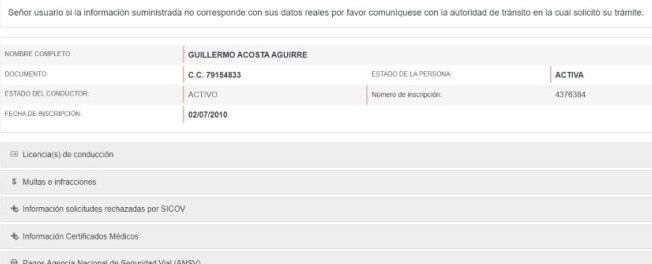 Señor usuario si la información suministrada no corresponde con sus datos reales por favor comuníquese con la autoridad de tránsito en la cual solicitó su trámite.
NOMBRE COMPLETO: GUILLERMO ACOSTA AGUIRRE
DOCUMENTO: C.C. 79154833 ESTADO DE LA PERSONA: ACTIVA
ESTADO DEL CONDUCTOR: ACTIVO Número de inscripción: 4376384
FECHA DE INSCRIPCIÓN: 02/07/2010
Licencia(s) de conducción
$ Multas e infracciones
Información solicitudes rechazadas por SICOV
Información Certificados Médicos
Pagos Agencia Nacional de Seguridad Vial (ANSV)